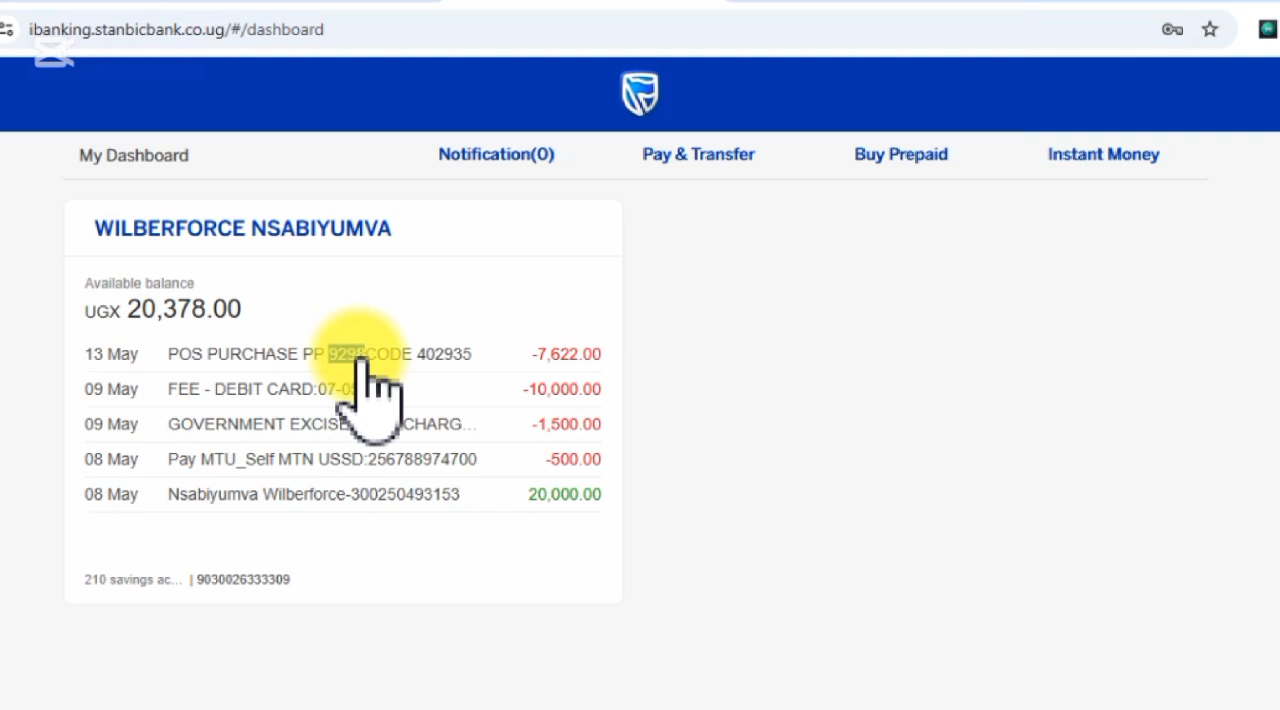 ibanking.stanbicbank.co.ug/#/dashboard
My Dashboard Notification(0) Pay & Transfer Buy Prepaid Instant Money
WILBERFORCE NSABIYUMVA
Available balance
UGX 20,378.00
13 May POS PURCHASE PP 9298CODE 402935 -7,622.00
09 May FEE - DEBIT CARD:07-05 -10,000.00
09 May GOVERNMENT EXCISE CHARG... -1,500.00
08 May Pay MTU_Self MTN USSD:256788974700 -500.00
08 May Nsabiyumva Wilberforce-300250493153 20,000.00
210 savings ac... | 9030026333309